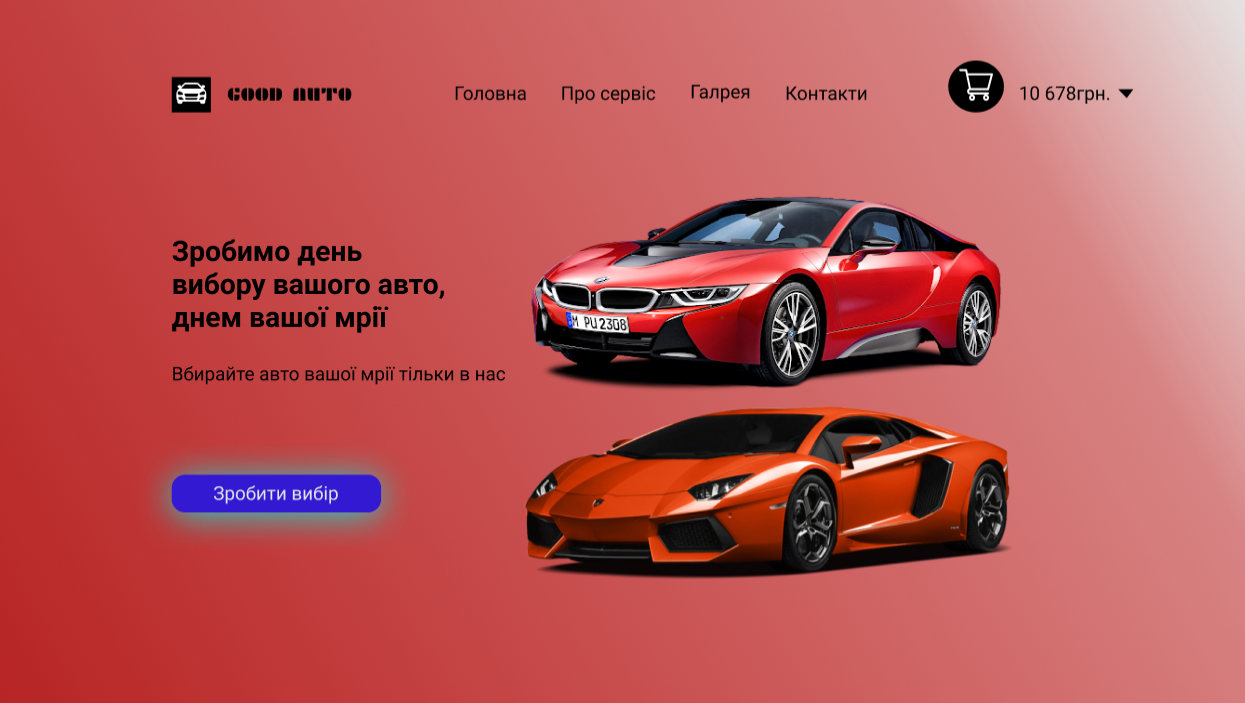 GOOD AUTO
Головна
Про сервіс
Галрея
Контакти
10 678грн.
Зробимо день
вибору вашого авто,
днем вашої мрії
Вбирайте авто вашої мрії тільки в нас
Зробити вибір
M PU 2308